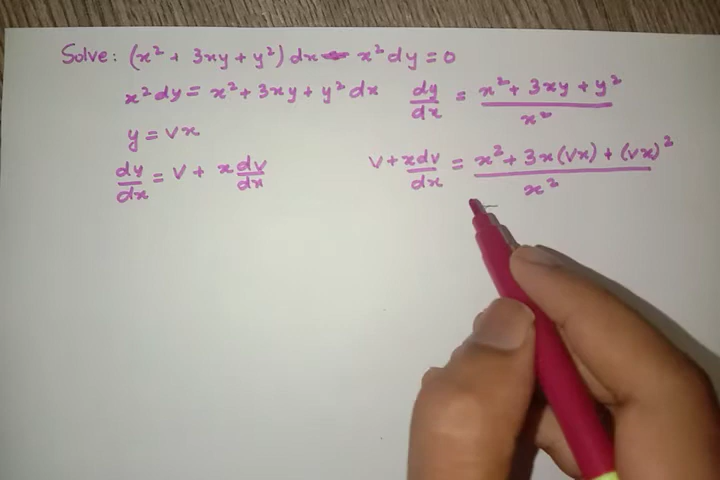 Solve: (x² + 3xy + y²) dx - x² dy = 0
x² dy = x² + 3xy + y² dx    dy/dx = (x² + 3xy + y²)/x²
y = vx
dy/dx = v + x dv/dx    v + x dv/dx = (x² + 3x(vx) + (vx)²)/x²